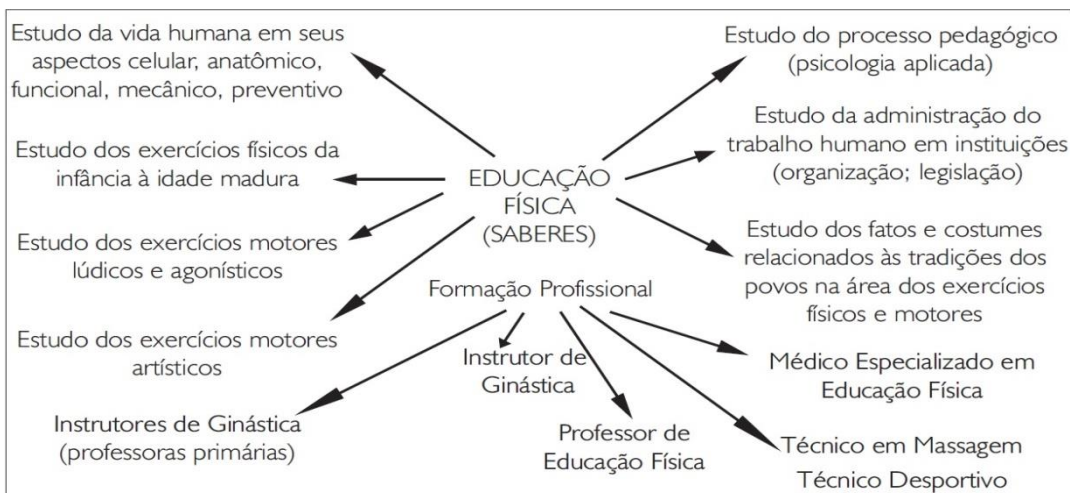 Estudo da vida humana em seus
aspectos celular, anatômico,
funcional, mecânico, preventivo
Estudo dos exercícios físicos da
infância à idade madura
Estudo dos exercícios motores
lúdicos e agonísticos
Estudo dos exercícios motores
artísticos
EDUCAÇÃO
FÍSICA
(SABERES)
Estudo do processo pedagógico
(psicologia aplicada)
Estudo da administração do
trabalho humano em instituições
(organização; legislação)
Estudo dos fatos e costumes
relacionados às tradições dos
povos na área dos exercícios
físicos e motores
Formação Profissional
Instrutores de Ginástica
(professoras primárias)
Instrutor de
Ginástica
Professor de
Educação Física
Médico Especializado em
Educação Física
Técnico em Massagem
Técnico Desportivo